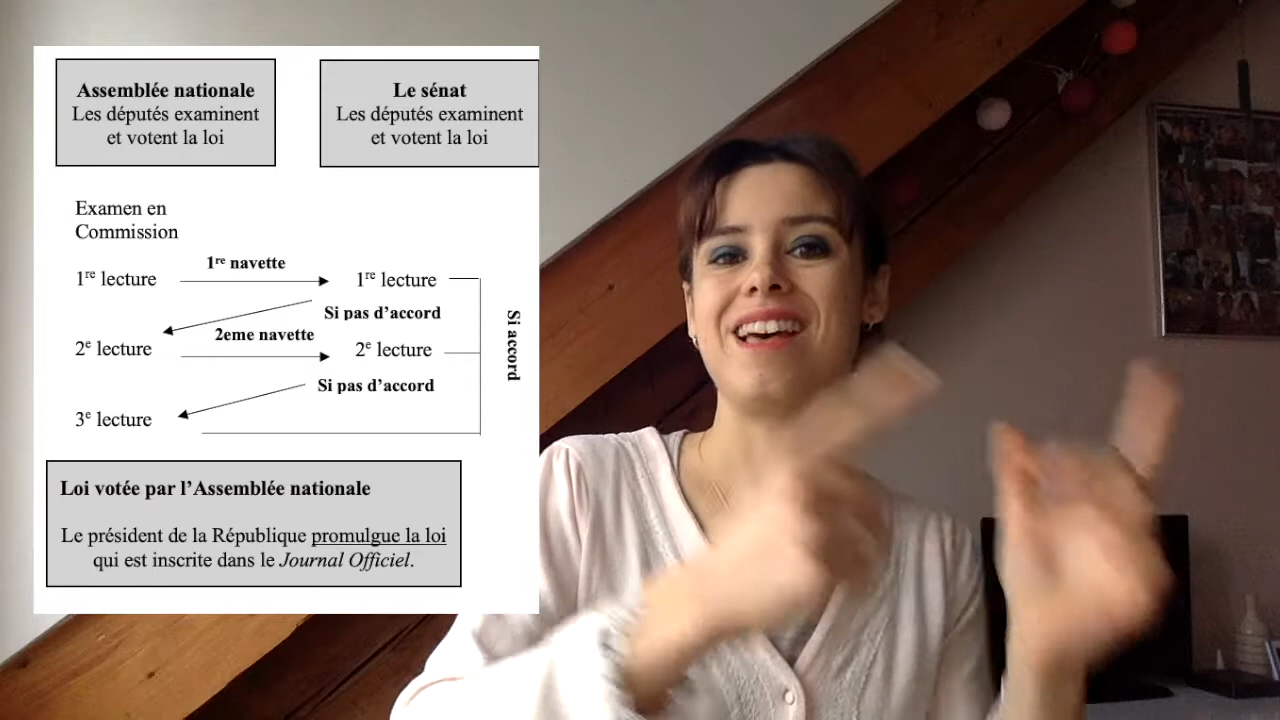 Assemblée nationale
Les députés examinent
et votent la loi
Le sénat
Les députés examinent
et votent la loi
Examen en
Commission
1re lecture
1re navette
1re lecture
Si pas d’accord
2eme navette
2e lecture
2e lecture
Si pas d’accord
3e lecture
Si accord
Loi votée par l’Assemblée nationale
Le président de la République promulgue la loi
qui est inscrite dans le Journal Officiel.